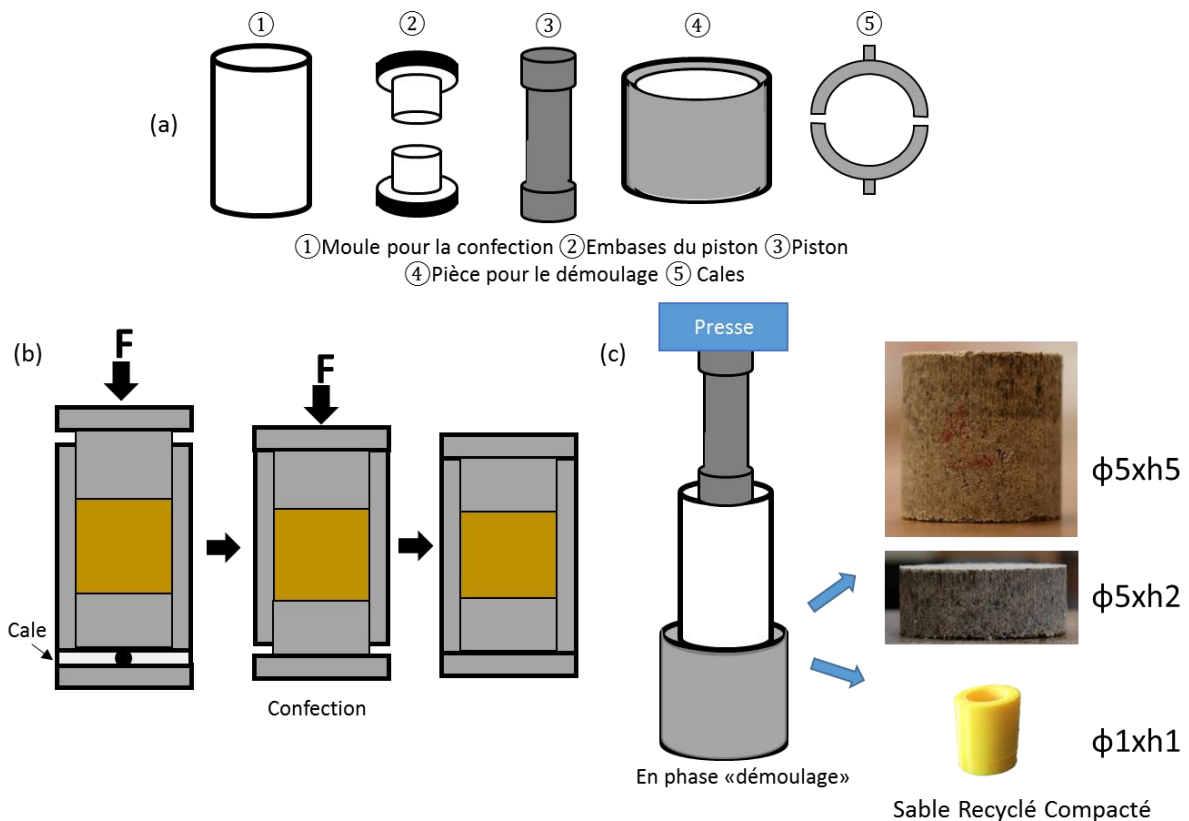 ① ② ③ ④ ⑤
(a)
①Moule pour la confection ②Embases du piston ③Piston
④Pièce pour le démoulage ⑤ Cales
(b)
F
F
Cale
Confection
(c)
Presse
ϕ5xh5
ϕ5xh2
ϕ1xh1
En phase «démoulage»
Sable Recyclé Compacté